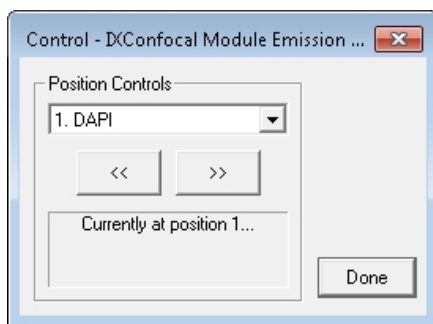 Control - IXConfocal Module Emission ...
Position Controls
1. DAPI
<< >>
Currently at position 1...
Done